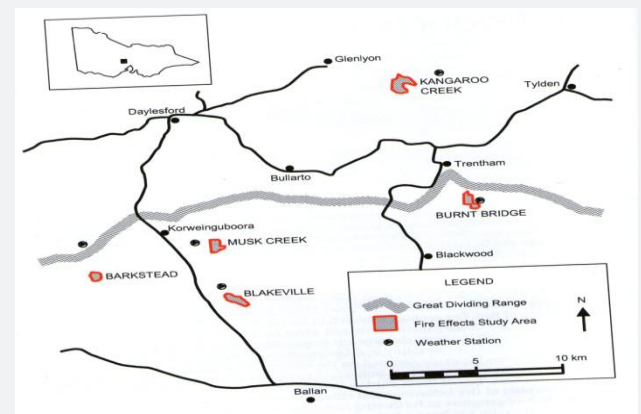 Glenlyon
KANGAROO
CREEK
Tylden
Daylesford
Trentham
Bullarto
BURNT BRIDGE
Korweinguboora
MUSK CREEK
Blackwood
BARKSTEAD
BLAKEVILLE
LEGEND
Great Dividing Range
N
Fire Effects Study Area
Weather Station
0 5 10 km
Ballan